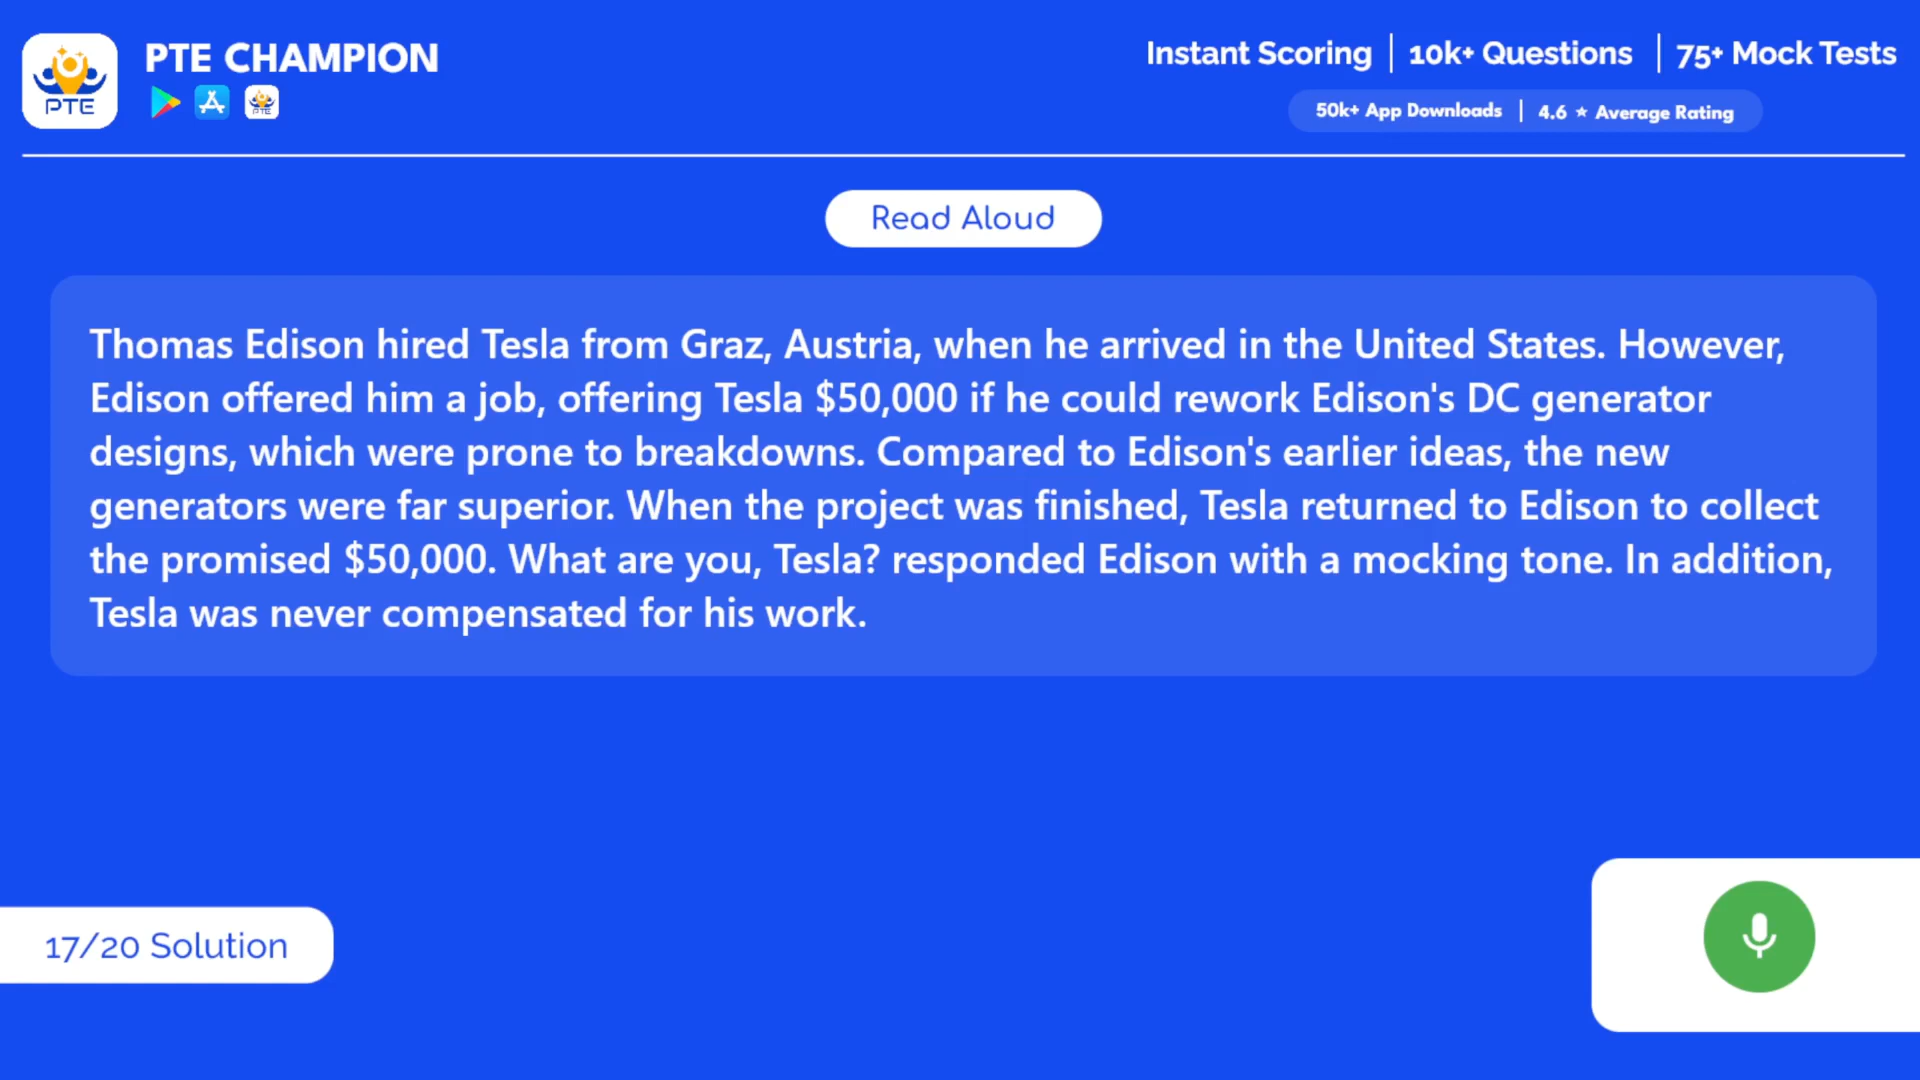 PTE CHAMPION
PTE
PTE
Instant Scoring | 10k+ Questions | 75+ Mock Tests
50k+ App Downloads | 4.6 ★ Average Rating
Read Aloud
Thomas Edison hired Tesla from Graz, Austria, when he arrived in the United States. However,
Edison offered him a job, offering Tesla $50,000 if he could rework Edison's DC generator
designs, which were prone to breakdowns. Compared to Edison's earlier ideas, the new
generators were far superior. When the project was finished, Tesla returned to Edison to collect
the promised $50,000. What are you, Tesla? responded Edison with a mocking tone. In addition,
Tesla was never compensated for his work.
17/20 Solution